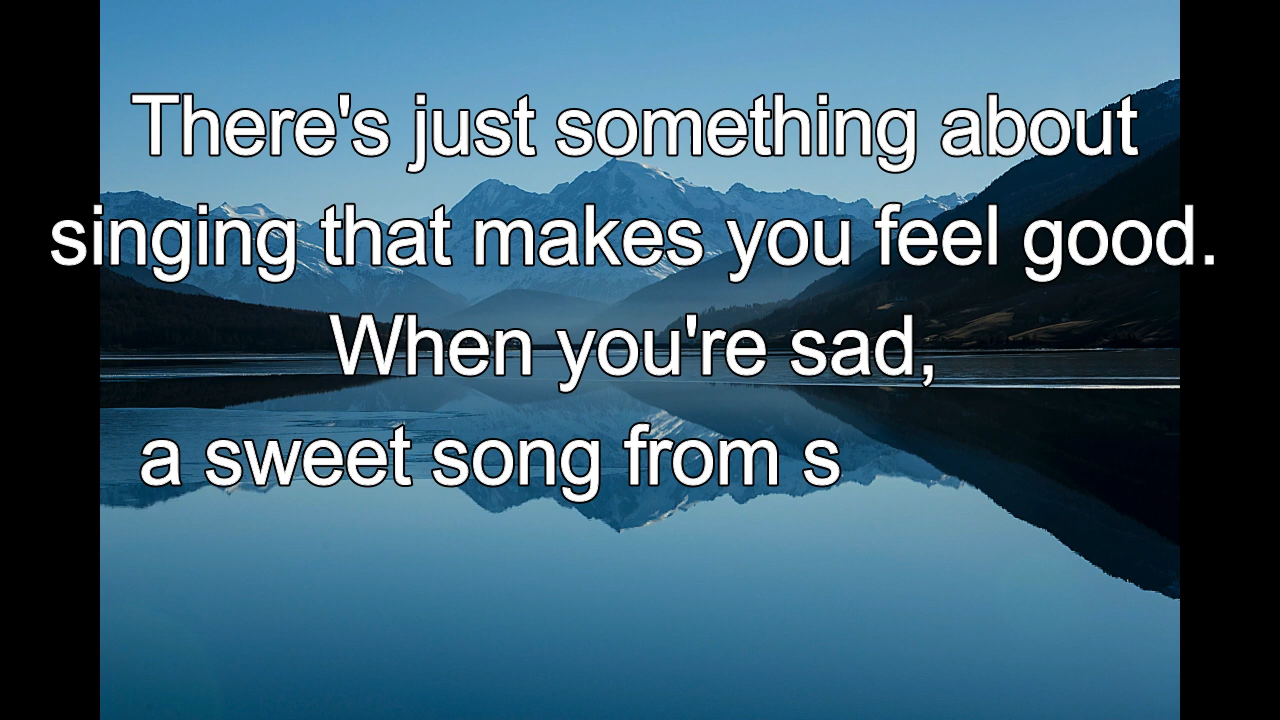 There's just something about
singing that makes you feel good.
When you're sad,
a sweet song from s